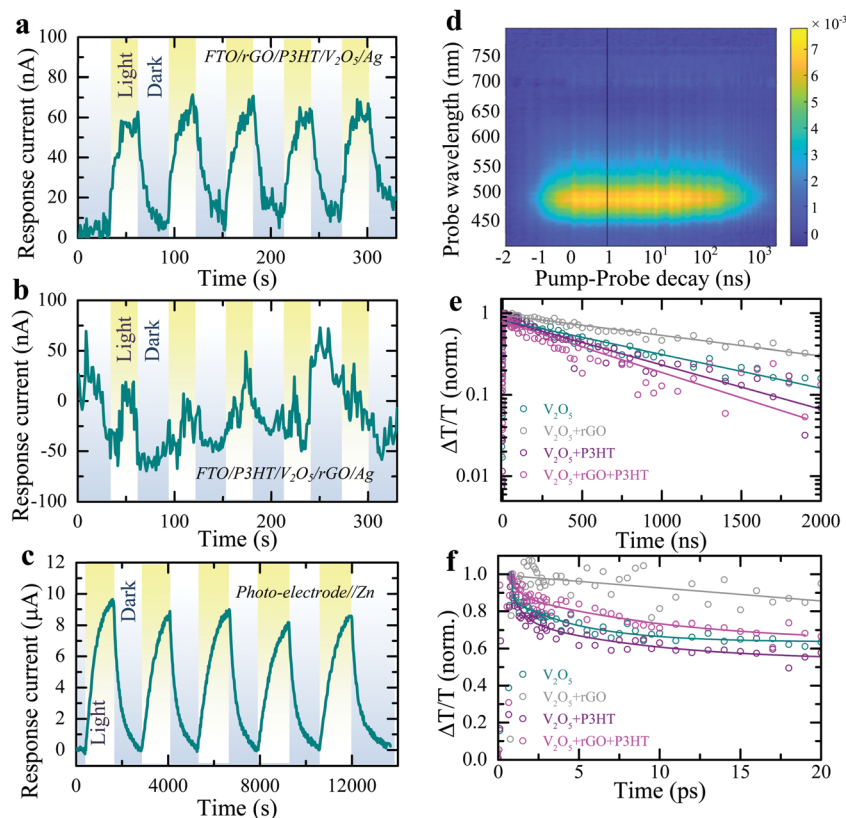 a
100
80
60
40
20
0
Response current (nA)
Light
Dark
FTO/rGO/P3HT/V₂O₅/Ag
0 100 200 300
Time (s)
b
100
75
50
25
0
-25
-50
-75
-100
Response current (nA)
Light
Dark
FTO/P3HT/V₂O₅/rGO/Ag
0 100 200 300
Time (s)
c
12
10
8
6
4
2
0
Response current (μA)
Light
Dark
Photo-electrode//Zn
0 4000 8000 12000
Time (s)
d
750
700
650
600
550
500
450
Probe wavelength (nm)
-2 -1 0 1 10¹ 10² 10³
Pump-Probe decay (ns)
× 10⁻³
7
6
5
4
3
2
1
0
e
1
0.1
0.01
ΔT/T (norm.)
V₂O₅
V₂O₅+rGO
V₂O₅+P3HT
V₂O₅+rGO+P3HT
0 500 1000 1500 2000
Time (ns)
f
1.0
0.8
0.6
0.4
0.2
0.0
ΔT/T (norm.)
V₂O₅
V₂O₅+rGO
V₂O₅+P3HT
V₂O₅+rGO+P3HT
0 5 10 15 20
Time (ps)